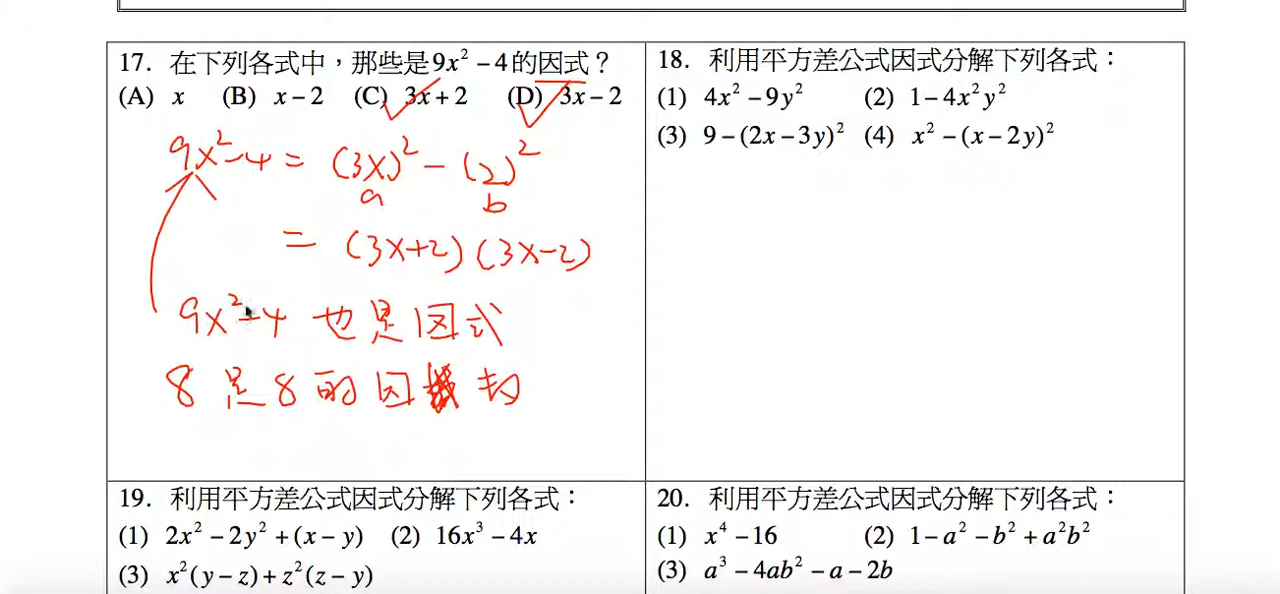 17. 在下列各式中，那些是9x² − 4的因式？
(A) x (B) x − 2 (C) 3x + 2 (D) 3x − 2
9x² − 4 = (3x)² − (2)²
a b
= (3x+2)(3x−2)
9x² − 4 也是因式
8是8的因
18. 利用平方差公式因式分解下列各式：
(1) 4x² − 9y² (2) 1 − 4x²y²
(3) 9 − (2x − 3y)² (4) x² − (x − 2y)²
19. 利用平方差公式因式分解下列各式：
(1) 2x² − 2y² + (x − y) (2) 16x³ − 4x
(3) x²(y − z) + z²(z − y)
20. 利用平方差公式因式分解下列各式：
(1) x⁴ − 16 (2) 1 − a² − b² + a²b²
(3) a³ − 4ab² − a − 2b